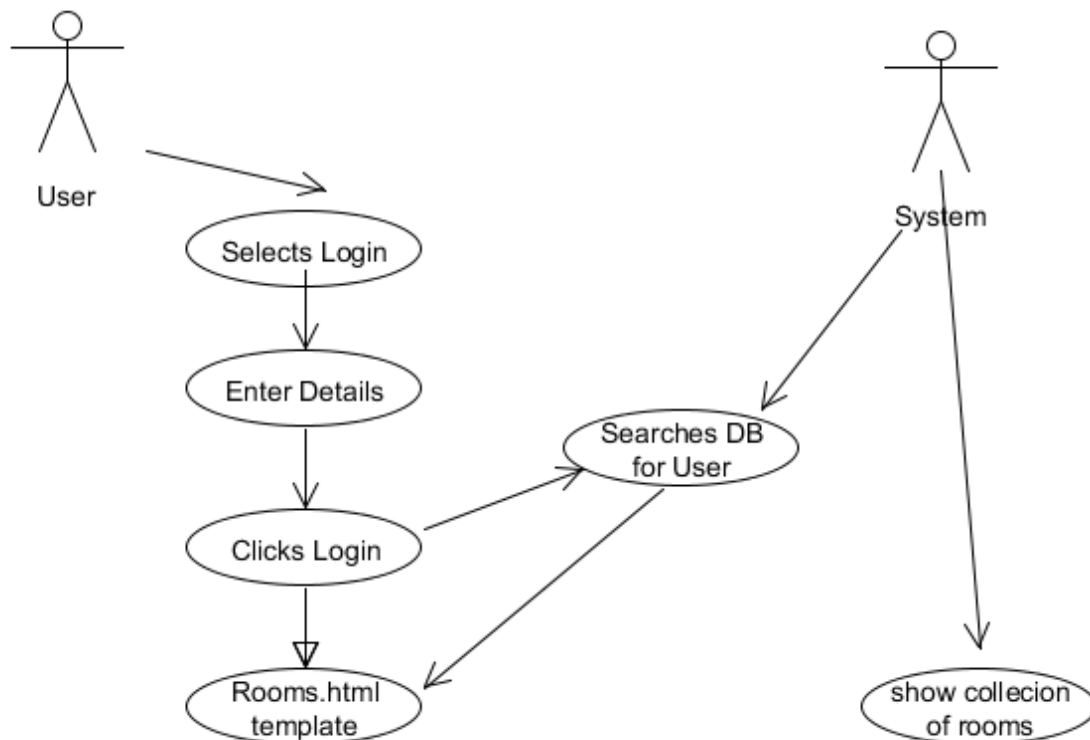 User
System
Selects Login
Enter Details
Searches DB
for User
Clicks Login
Rooms.html
template
show collecion
of rooms